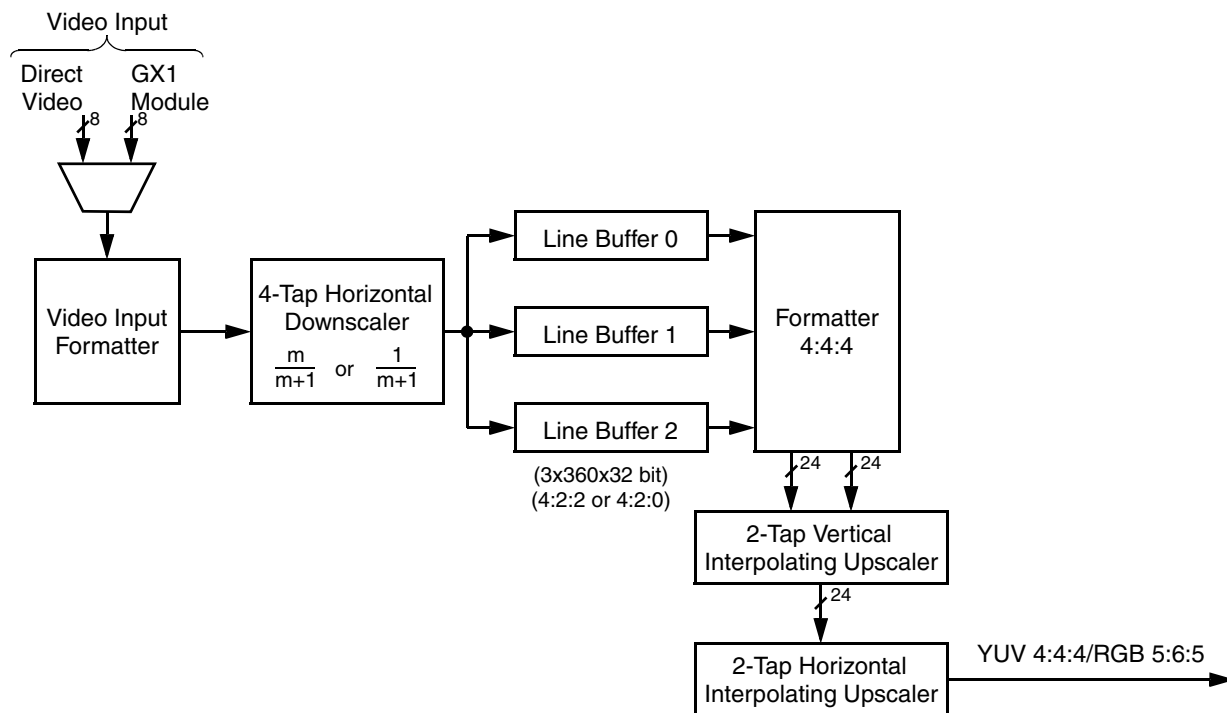 Video Input
Direct
Video
GX1
Module
8
8
Video Input
Formatter
4-Tap Horizontal
Downscaler
m
m+1
or
1
m+1
Line Buffer 0
Line Buffer 1
Line Buffer 2
(3x360x32 bit)
(4:2:2 or 4:2:0)
Formatter
4:4:4
24
24
2-Tap Vertical
Interpolating Upscaler
24
2-Tap Horizontal
Interpolating Upscaler
YUV 4:4:4/RGB 5:6:5